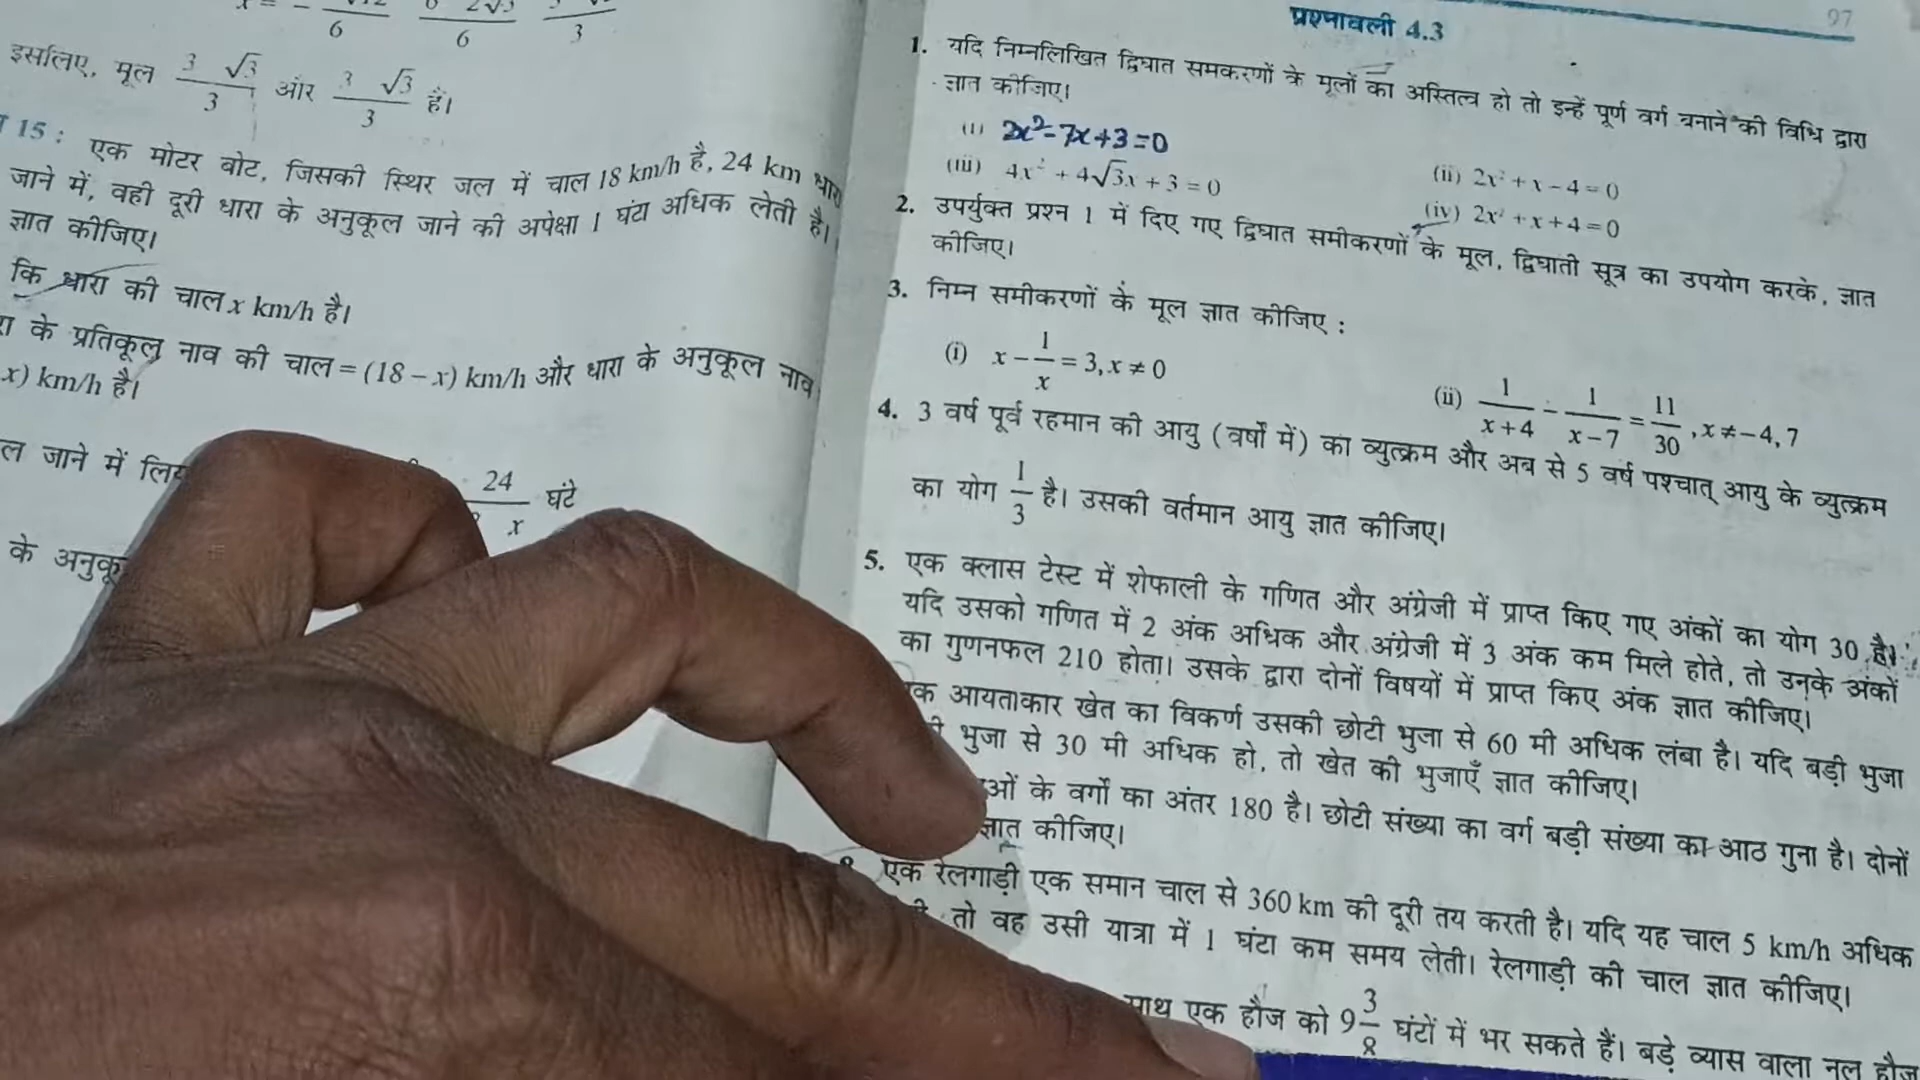 6
6
3
इसलिए, मूल 3 √3 / 3 और 3 √3 / 3 हैं।
15 : एक मोटर बोट, जिसकी स्थिर जल में चाल 18 km/h है, 24 km धारा
जाने में, वही दूरी धारा के अनुकूल जाने की अपेक्षा 1 घंटा अधिक लेती है।
ज्ञात कीजिए।
कि धारा की चाल x km/h है।
के प्रतिकूल नाव की चाल = (18 – x) km/h और धारा के अनुकूल नाव
x) km/h है।
ल जाने में लिय
24 / x घंटे
के अनुकू
97
प्रश्नावली 4.3
1. यदि निम्नलिखित द्विघात समकरणों के मूलों का अस्तित्व हो तो इन्हें पूर्ण वर्ग बनाने की विधि द्वारा
ज्ञात कीजिए।
(i) 2x² – 7x + 3 = 0
(ii) 2x² + x – 4 = 0
(iii) 4x² + 4√3x + 3 = 0
(iv) 2x² + x + 4 = 0
2. उपर्युक्त प्रश्न 1 में दिए गए द्विघात समीकरणों के मूल, द्विघाती सूत्र का उपयोग करके, ज्ञात
कीजिए।
3. निम्न समीकरणों के मूल ज्ञात कीजिए :
(i) x – 1/x = 3, x ≠ 0
(ii) 1/(x+4) – 1/(x–7) = 11/30, x ≠ –4, 7
4. 3 वर्ष पूर्व रहमान की आयु (वर्षों में) का व्युत्क्रम और अब से 5 वर्ष पश्चात् आयु के व्युत्क्रम
का योग 1/3 है। उसकी वर्तमान आयु ज्ञात कीजिए।
5. एक क्लास टेस्ट में शेफाली के गणित और अंग्रेजी में प्राप्त किए गए अंकों का योग 30 है।
यदि उसको गणित में 2 अंक अधिक और अंग्रेजी में 3 अंक कम मिले होते, तो उनके अंकों
का गुणनफल 210 होता। उसके द्वारा दोनों विषयों में प्राप्त किए अंक ज्ञात कीजिए।
एक आयताकार खेत का विकर्ण उसकी छोटी भुजा से 60 मी अधिक लंबा है। यदि बड़ी भुजा
भुजा से 30 मी अधिक हो, तो खेत की भुजाएँ ज्ञात कीजिए।
ओं के वर्गों का अंतर 180 है। छोटी संख्या का वर्ग बड़ी संख्या का आठ गुना है। दोनों
ज्ञात कीजिए।
8. एक रेलगाड़ी एक समान चाल से 360 km की दूरी तय करती है। यदि यह चाल 5 km/h अधिक
तो वह उसी यात्रा में 1 घंटा कम समय लेती। रेलगाड़ी की चाल ज्ञात कीजिए।
साथ एक हौज को 9 3/8 घंटों में भर सकते हैं। बड़े व्यास वाला नल हौज